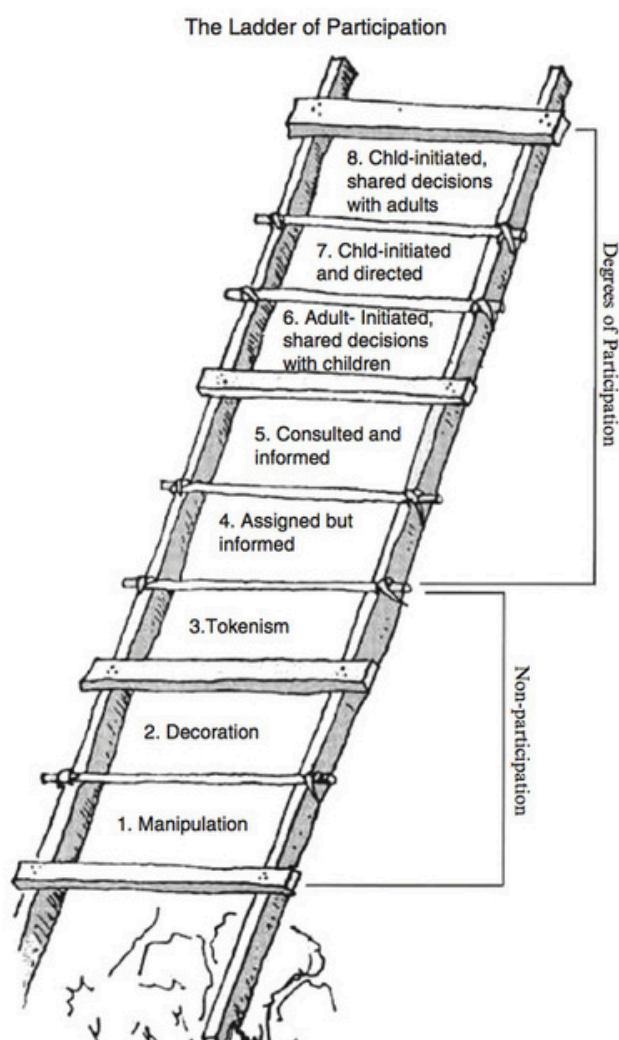 The Ladder of Participation
8. Chld-initiated,
shared decisions
with adults
7. Chld-initiated
and directed
6. Adult- Initiated,
shared decisions
with children
5. Consulted and
informed
4. Assigned but
informed
3.Tokenism
2. Decoration
1. Manipulation
Degrees of Participation
Non-participation